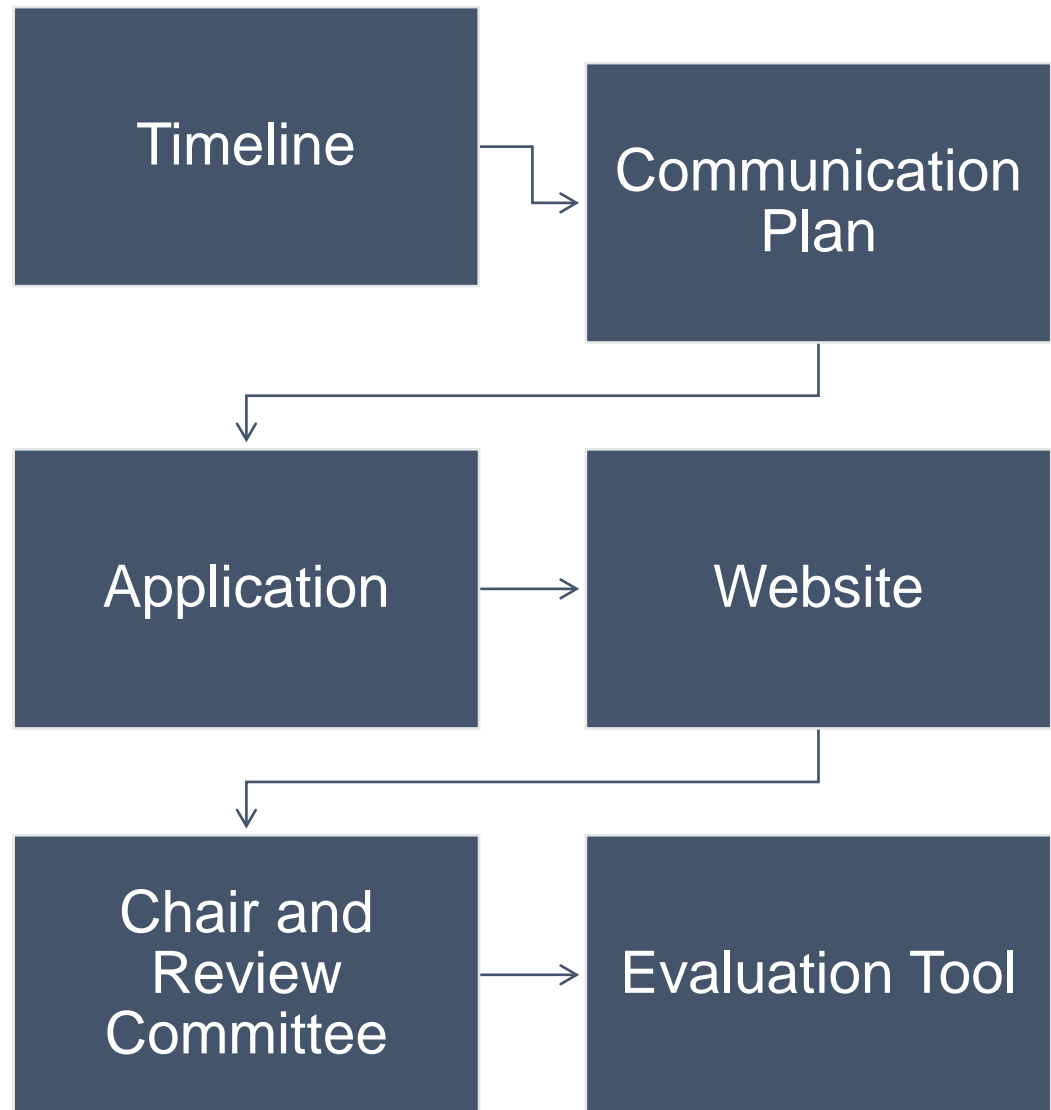 Timeline
Communication
Plan
Application
Website
Chair and
Review
Committee
Evaluation Tool